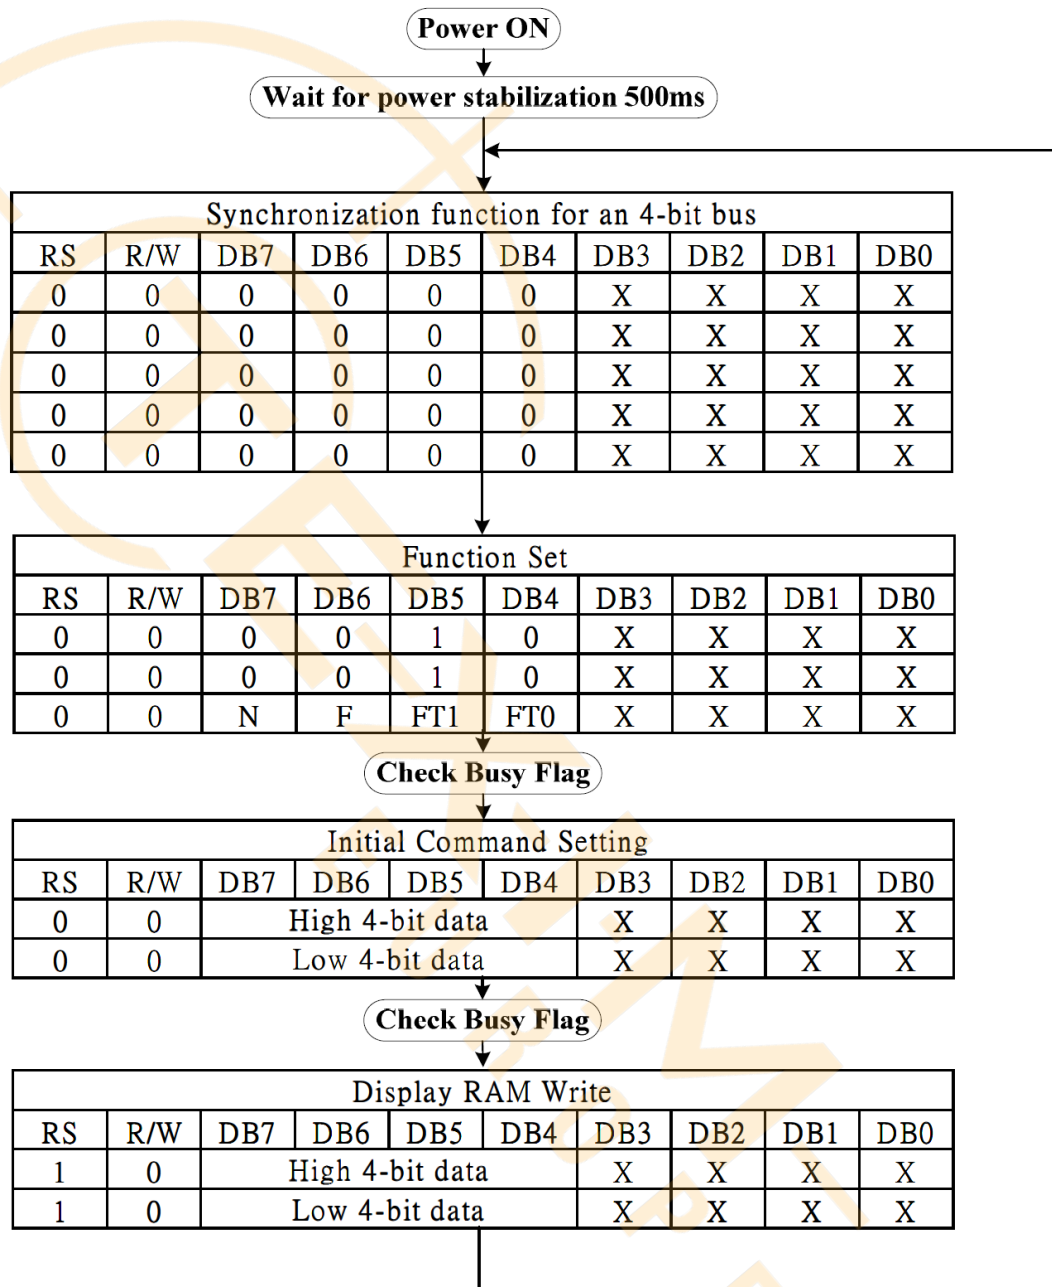 Power ON
Wait for power stabilization 500ms
Synchronization function for an 4-bit bus
RS R/W DB7 DB6 DB5 DB4 DB3 DB2 DB1 DB0
0 0 0 0 0 0 X X X X
0 0 0 0 0 0 X X X X
0 0 0 0 0 0 X X X X
0 0 0 0 0 0 X X X X
0 0 0 0 0 0 X X X X
Function Set
RS R/W DB7 DB6 DB5 DB4 DB3 DB2 DB1 DB0
0 0 0 0 1 0 X X X X
0 0 0 0 1 0 X X X X
0 0 N F FT1 FT0 X X X X
Check Busy Flag
Initial Command Setting
RS R/W DB7 DB6 DB5 DB4 DB3 DB2 DB1 DB0
0 0 High 4-bit data X X X X
0 0 Low 4-bit data X X X X
Check Busy Flag
Display RAM Write
RS R/W DB7 DB6 DB5 DB4 DB3 DB2 DB1 DB0
1 0 High 4-bit data X X X X
1 0 Low 4-bit data X X X X